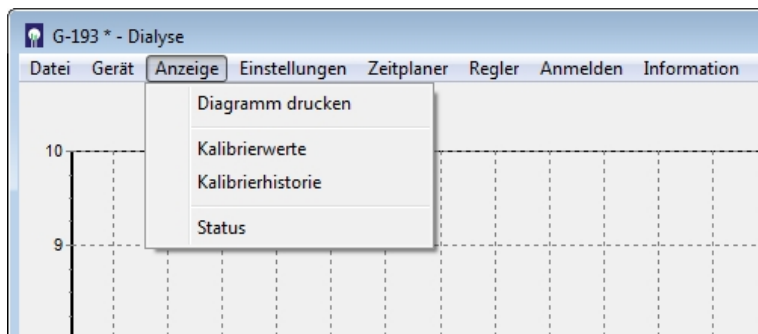 G-193 * - Dialyse
Datei Gerät Anzeige Einstellungen Zeitplaner Regler Anmelden Information
Diagramm drucken
10
Kalibrierwerte
Kalibrierhistorie
Status
9